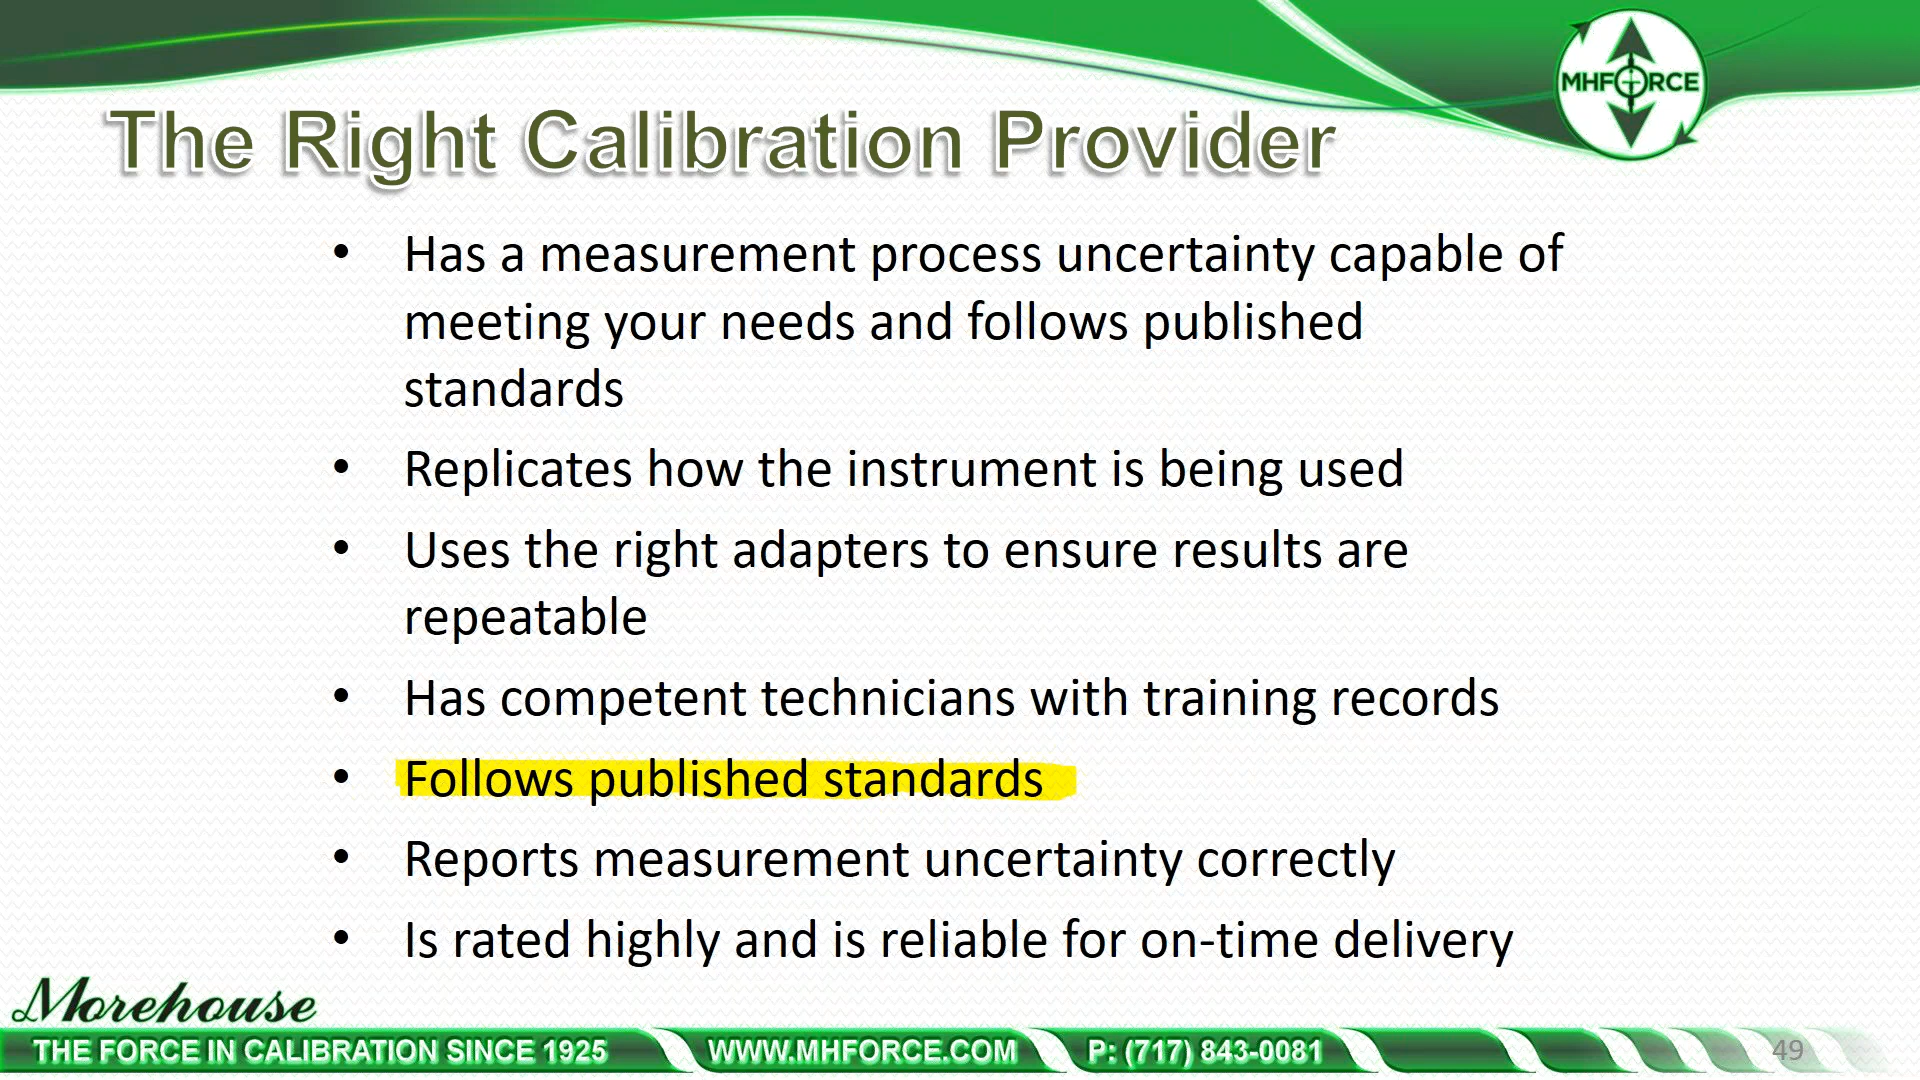 MHFORCE
The Right Calibration Provider
• Has a measurement process uncertainty capable of
meeting your needs and follows published
standards
• Replicates how the instrument is being used
• Uses the right adapters to ensure results are
repeatable
• Has competent technicians with training records
• Follows published standards
• Reports measurement uncertainty correctly
• Is rated highly and is reliable for on-time delivery
Morehouse
THE FORCE IN CALIBRATION SINCE 1925 WWW.MHFORCE.COM P: (717) 843-0081 49